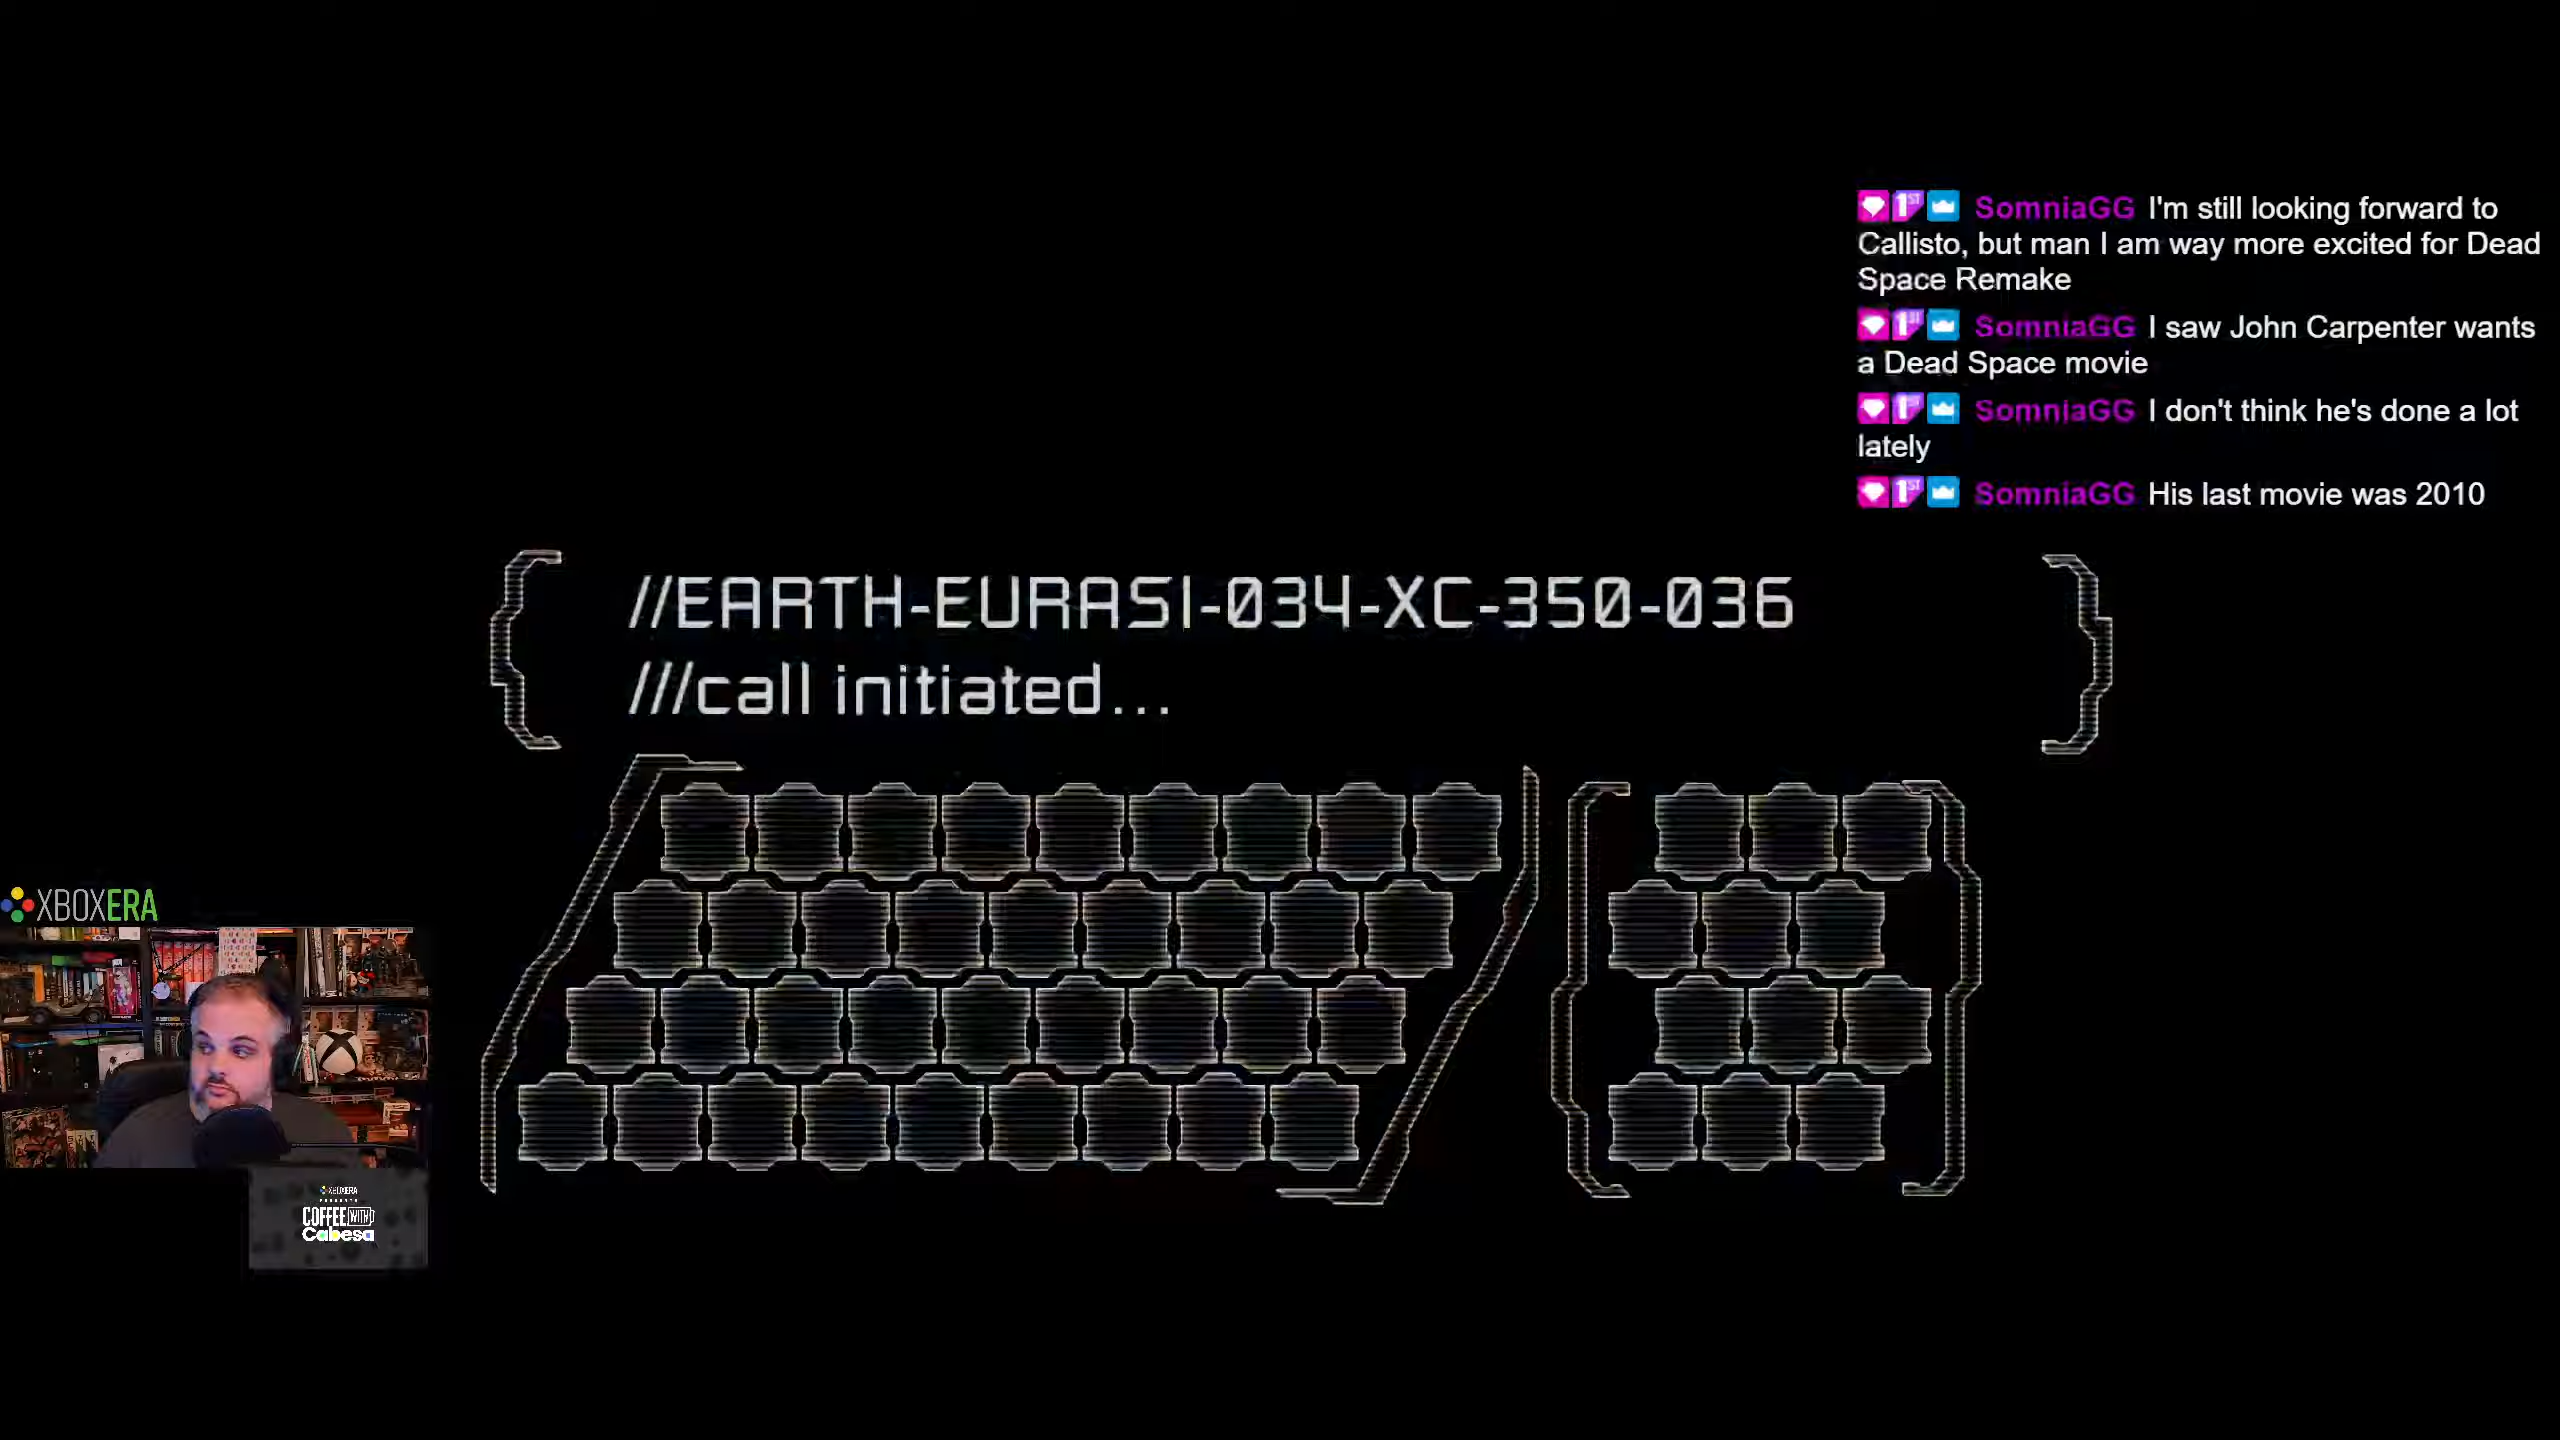 SomniaGG I'm still looking forward to
Callisto, but man I am way more excited for Dead
Space Remake
SomniaGG I saw John Carpenter wants
a Dead Space movie
SomniaGG I don't think he's done a lot
lately
SomniaGG His last movie was 2010
//EARTH-EURASI-034-XC-350-036
///call initiated...
XBOXERA
XBOXERA
PRESENTS
COFFEE WITH
Cabesa